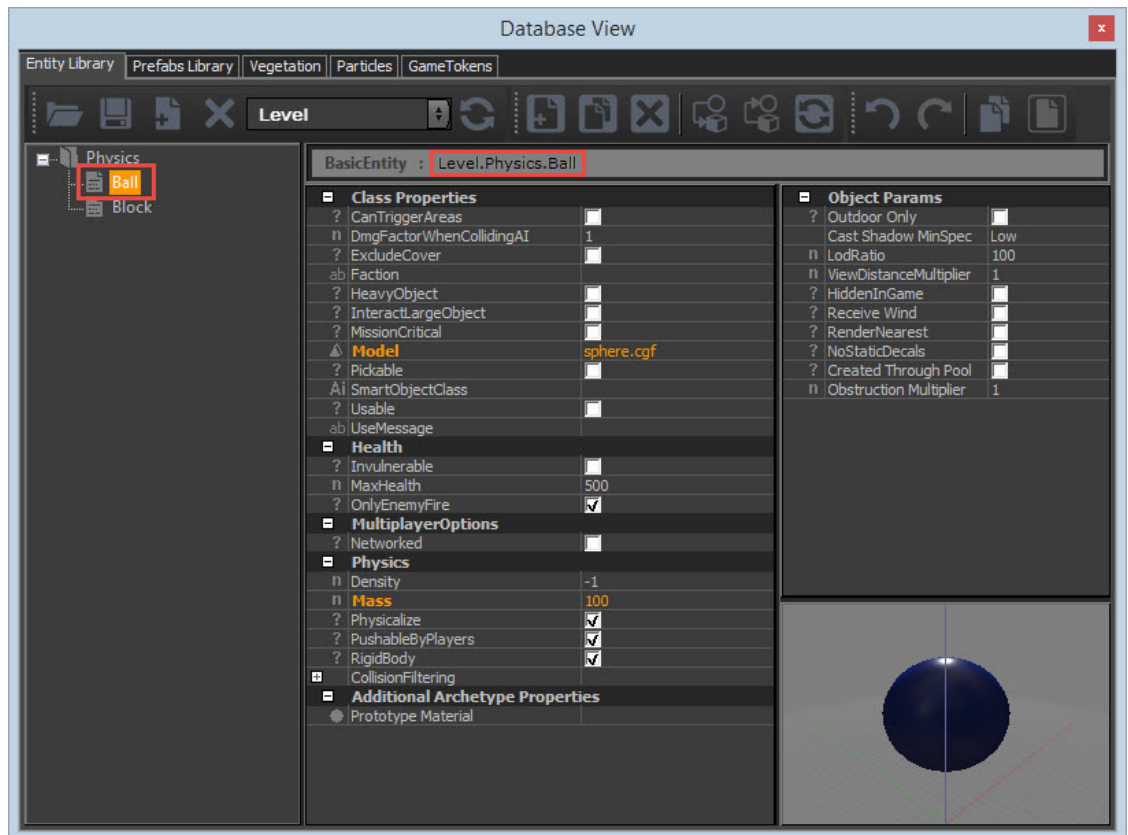 Database View
x
Entity Library Prefabs Library Vegetation Particles GameTokens
Level
Physics
Ball
Block
BasicEntity : Level.Physics.Ball
Class Properties
? CanTriggerAreas
n DmgFactorWhenCollidingAI 1
? ExcludeCover
ab Faction
? HeavyObject
? InteractLargeObject
? MissionCritical
Model sphere.cgf
? Pickable
Ai SmartObjectClass
? Usable
ab UseMessage
Health
? Invulnerable
n MaxHealth 500
? OnlyEnemyFire
MultiplayerOptions
? Networked
Physics
n Density -1
n Mass 100
? Physicalize
? PushableByPlayers
? RigidBody
CollisionFiltering
Additional Archetype Properties
Prototype Material
Object Params
? Outdoor Only
Cast Shadow MinSpec Low
n LodRatio 100
n ViewDistanceMultiplier 1
? HiddenInGame
? Receive Wind
? RenderNearest
? NoStaticDecals
? Created Through Pool
n Obstruction Multiplier 1